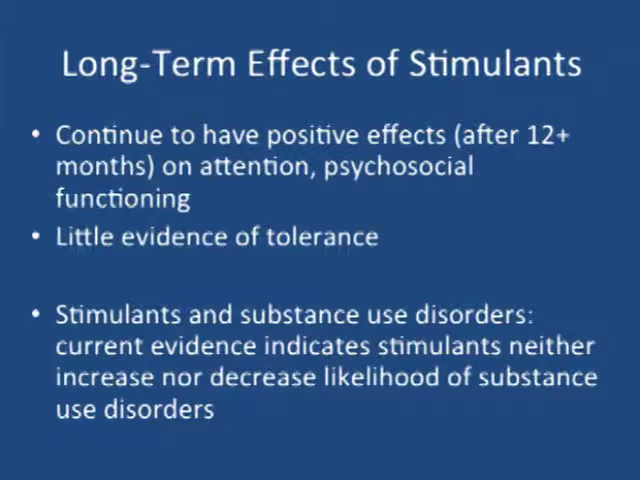 Long-Term Effects of Stimulants
• Continue to have positive effects (after 12+
months) on attention, psychosocial
functioning
• Little evidence of tolerance
• Stimulants and substance use disorders:
current evidence indicates stimulants neither
increase nor decrease likelihood of substance
use disorders